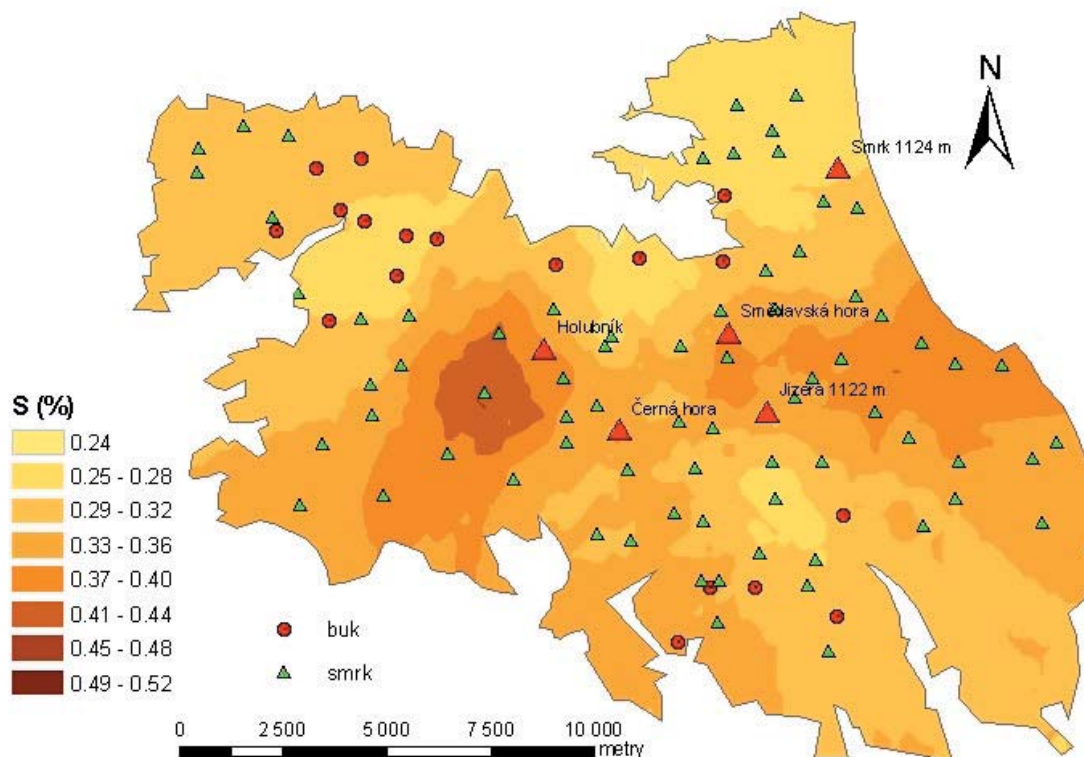 N
Smrk 1124 m
Smědavská hora
Holubník
Jizera 1122 m
Černá hora
S (%)
0.24
0.25 - 0.28
0.29 - 0.32
0.33 - 0.36
0.37 - 0.40
0.41 - 0.44
0.45 - 0.48
0.49 - 0.52
buk
smrk
0 2 500 5 000 7 500 10 000
metry